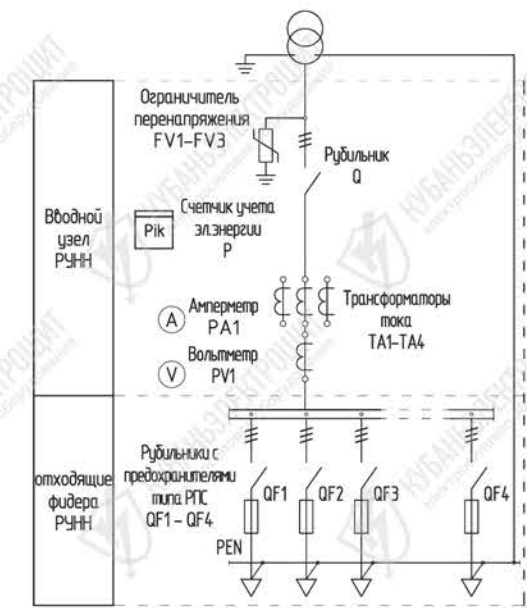 Ограничитель
перенапряжения
FV1-FV3
Рубильник
Q
Вводной
узел
РУНН
Pik
Счетчик учета
эл.энергии
P
A
Амперметр
PA1
Трансформаторы
тока
TA1-TA4
V
Вольтметр
PV1
отходящие
фидера
РУНН
Рубильники с
предохранителями
типа РПС
QF1 - QF4
QF1
QF2
QF3
QF4
PEN
КУБАНЬЭЛЕКТРОЩИТ